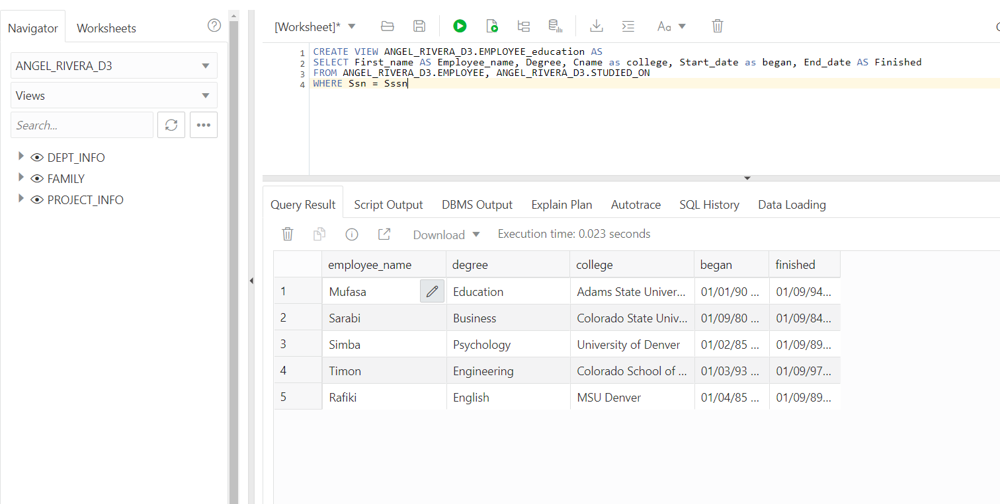 Navigator Worksheets
ANGEL_RIVERA_D3
Views
Search...
DEPT_INFO
FAMILY
PROJECT_INFO
[Worksheet]* Aa
1 CREATE VIEW ANGEL_RIVERA_D3.EMPLOYEE_education AS
2 SELECT First_name AS Employee_name, Degree, Cname as college, Start_date as began, End_date AS Finished
3 FROM ANGEL_RIVERA_D3.EMPLOYEE, ANGEL_RIVERA_D3.STUDIED_ON
4 WHERE Ssn = Sssn
Query Result Script Output DBMS Output Explain Plan Autotrace SQL History Data Loading
Download Execution time: 0.023 seconds
employee_name degree college began finished
1 Mufasa Education Adams State Univer... 01/01/90 ... 01/09/94...
2 Sarabi Business Colorado State Univ... 01/09/80 ... 01/09/84...
3 Simba Psychology University of Denver 01/02/85 ... 01/09/89...
4 Timon Engineering Colorado School of ... 01/03/93 ... 01/09/97...
5 Rafiki English MSU Denver 01/04/85 ... 01/09/89...